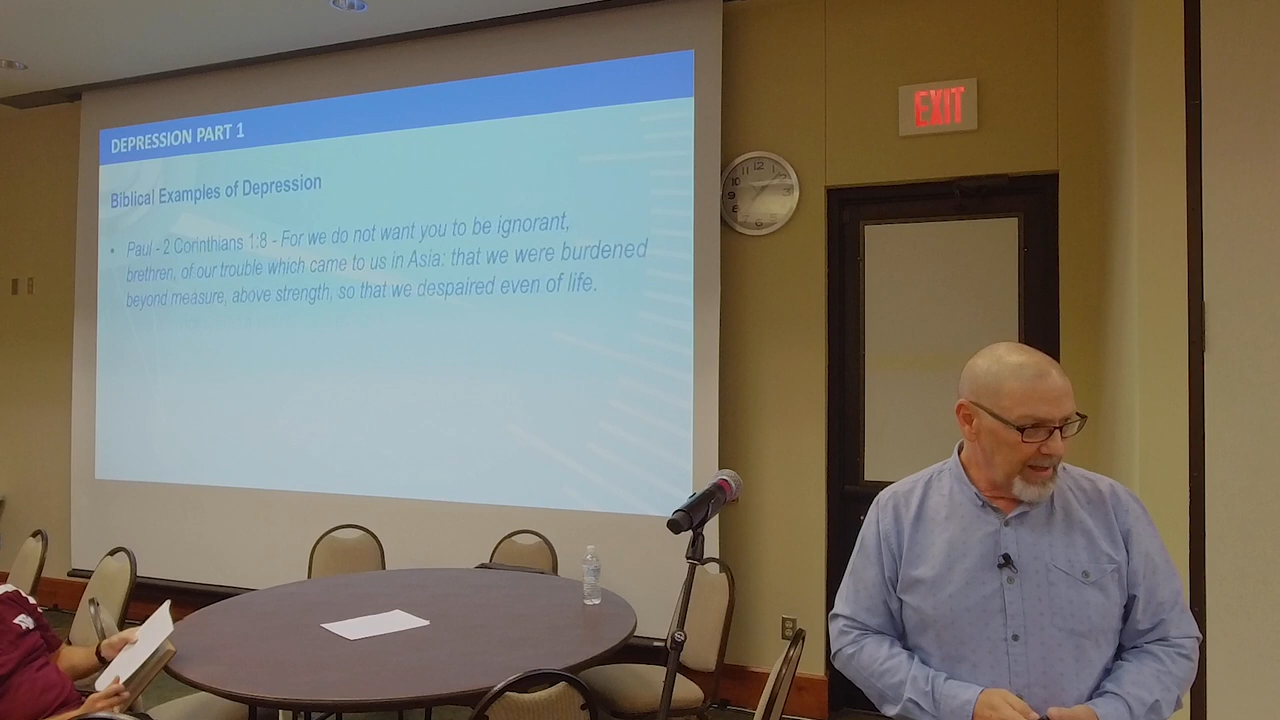 DEPRESSION PART 1
Biblical Examples of Depression
• Paul - 2 Corinthians 1:8 - For we do not want you to be ignorant,
brethren, of our trouble which came to us in Asia: that we were burdened
beyond measure, above strength, so that we despaired even of life.
EXIT